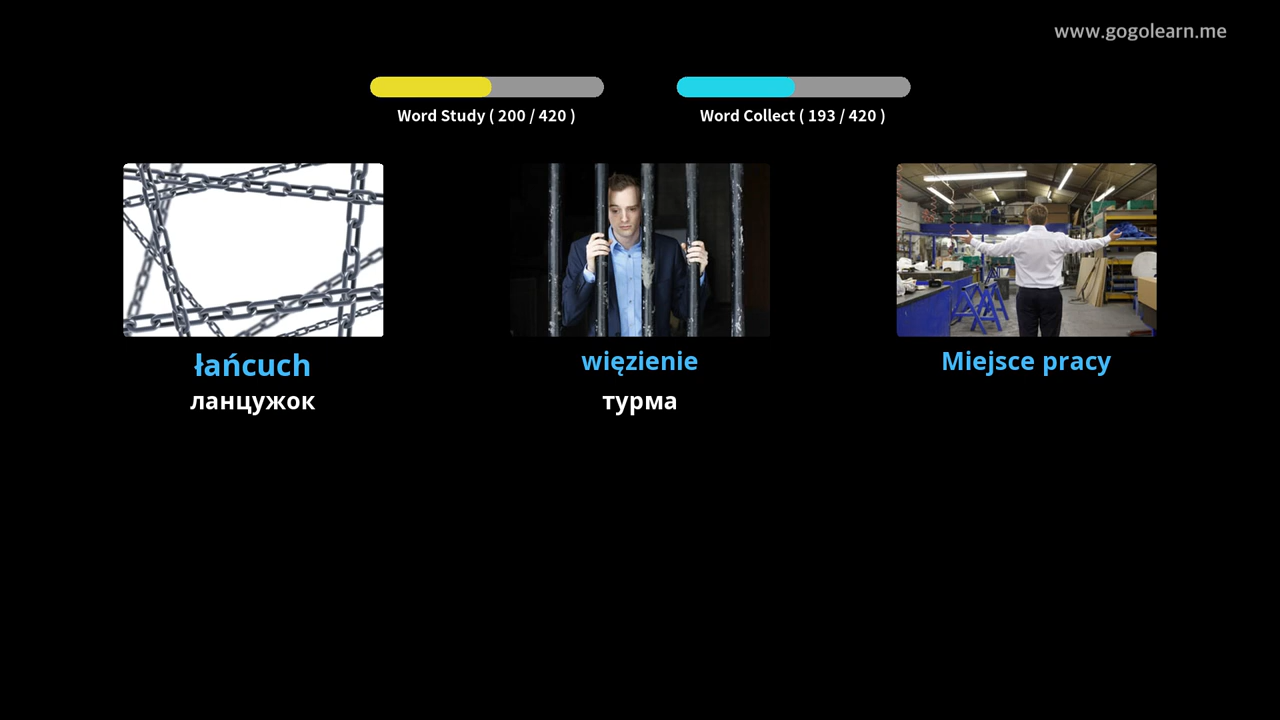 www.gogolearn.me
Word Study ( 200 / 420 )
Word Collect ( 193 / 420 )
łańcuch
ланцужок
więzienie
турма
Miejsce pracy